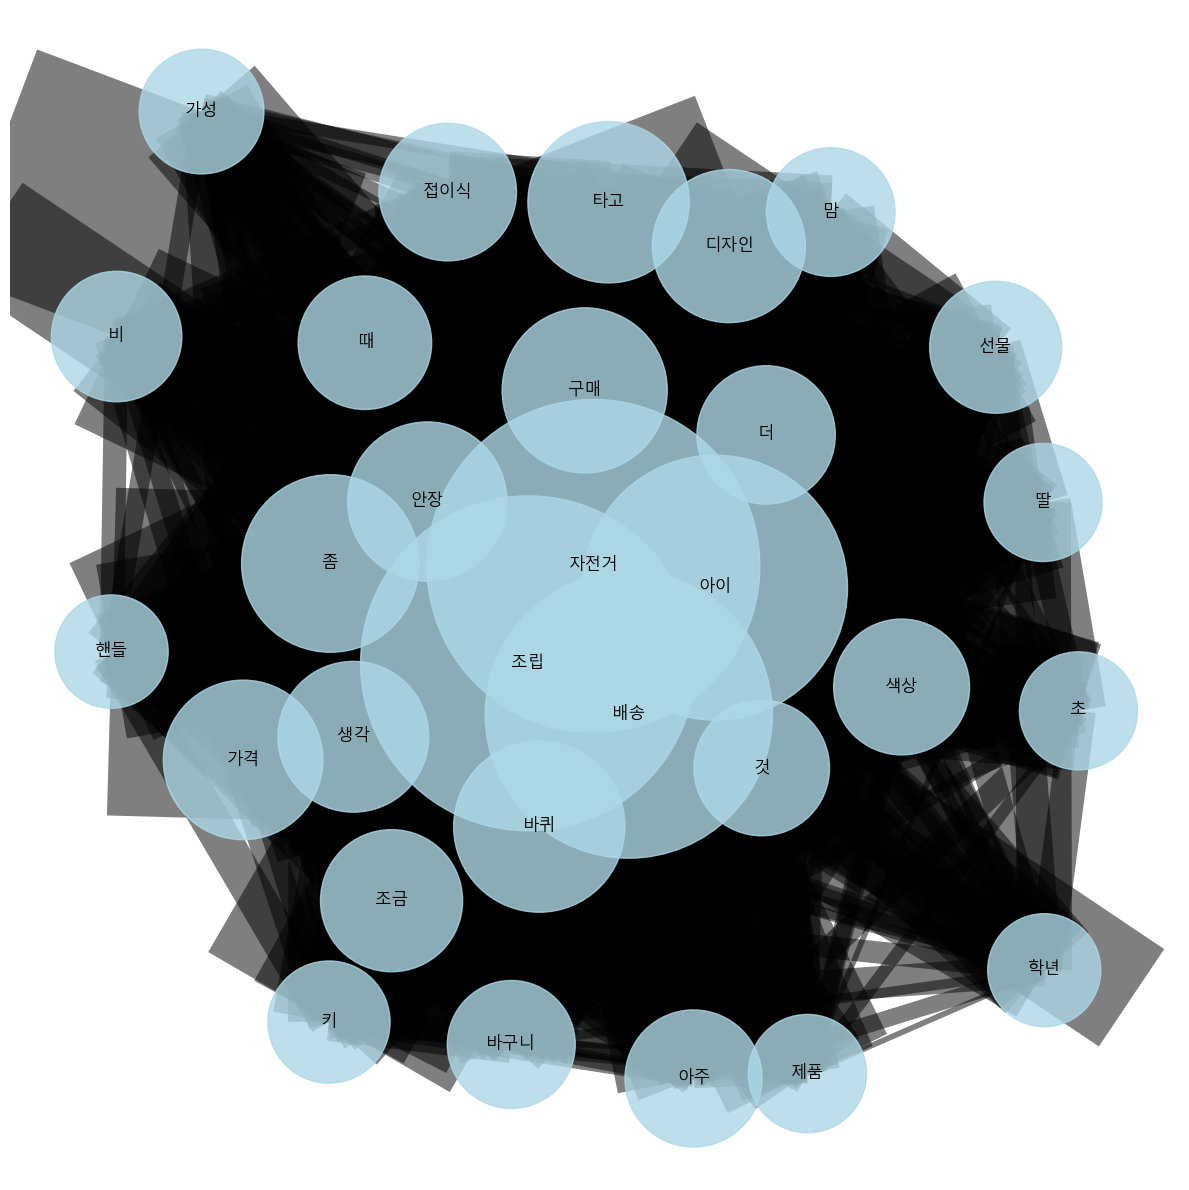 가성
접이식
타고
맘
디자인
비
때
선물
구매
더
안장
딸
좀
자전거
아이
핸들
조립
색상
초
배송
생각
가격
것
바퀴
조금
학년
키
바구니
아주
제품